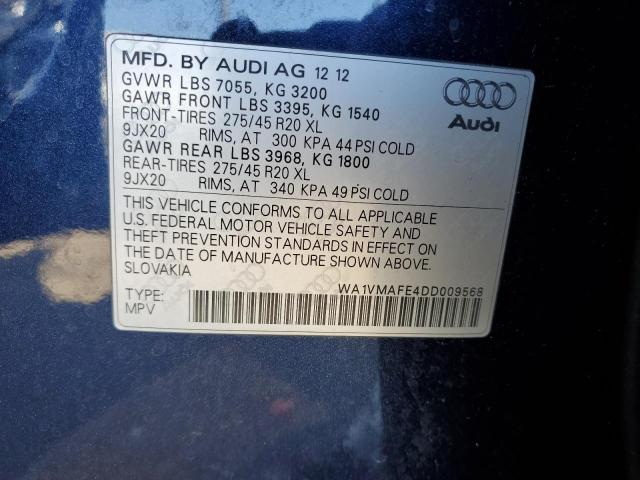 MFD. BY AUDI AG 12 12
GVWR LBS 7055, KG 3200
GAWR FRONT LBS 3395, KG 1540
FRONT-TIRES 275/45 R20 XL
9JX20 RIMS, AT 300 KPA 44 PSI COLD
GAWR REAR LBS 3968, KG 1800
REAR-TIRES 275/45 R20 XL
9JX20 RIMS, AT 340 KPA 49 PSI COLD
Audi
THIS VEHICLE CONFORMS TO ALL APPLICABLE
U.S. FEDERAL MOTOR VEHICLE SAFETY AND
THEFT PREVENTION STANDARDS IN EFFECT ON
THE DATE OF MANUFACTURE SHOWN ABOVE.
SLOVAKIA
WA1VMAFE4DD009568
TYPE:
MPV